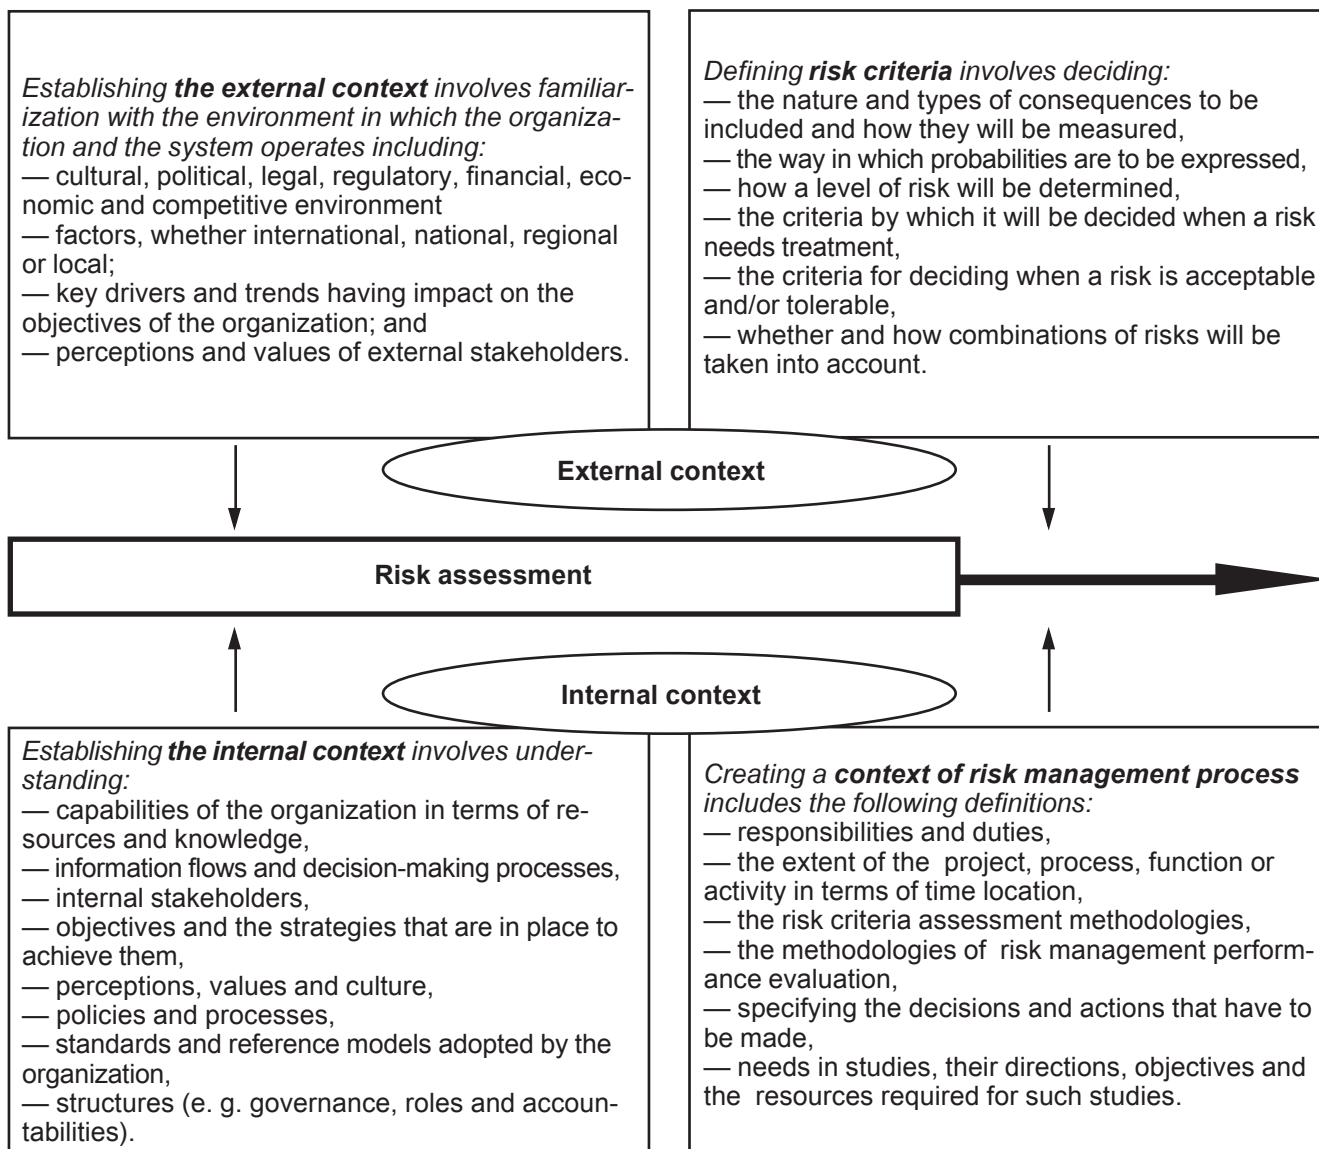 Establishing the external context involves familiar-
ization with the environment in which the organiza-
tion and the system operates including:
— cultural, political, legal, regulatory, financial, eco-
nomic and competitive environment
— factors, whether international, national, regional
or local;
— key drivers and trends having impact on the
objectives of the organization; and
— perceptions and values of external stakeholders.
Defining risk criteria involves deciding:
— the nature and types of consequences to be
included and how they will be measured,
— the way in which probabilities are to be expressed,
— how a level of risk will be determined,
— the criteria by which it will be decided when a risk
needs treatment,
— the criteria for deciding when a risk is acceptable
and/or tolerable,
— whether and how combinations of risks will be
taken into account.
External context
Risk assessment
Internal context
Establishing the internal context involves under-
standing:
— capabilities of the organization in terms of re-
sources and knowledge,
— information flows and decision-making processes,
— internal stakeholders,
— objectives and the strategies that are in place to
achieve them,
— perceptions, values and culture,
— policies and processes,
— standards and reference models adopted by the
organization,
— structures (e. g. governance, roles and accoun-
tabilities).
Creating a context of risk management process
includes the following definitions:
— responsibilities and duties,
— the extent of the project, process, function or
activity in terms of time location,
— the risk criteria assessment methodologies,
— the methodologies of risk management perform-
ance evaluation,
— specifying the decisions and actions that have to
be made,
— needs in studies, their directions, objectives and
the resources required for such studies.